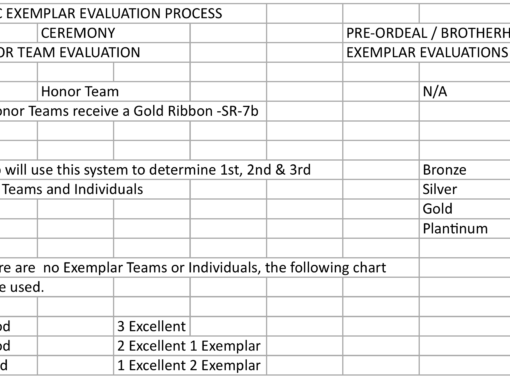 C EXEMPLAR EVALUATION PROCESS
CEREMONY PRE-ORDEAL / BROTHERH
OR TEAM EVALUATION EXEMPLAR EVALUATIONS
Honor Team N/A
onor Teams receive a Gold Ribbon -SR-7b
will use this system to determine 1st, 2nd & 3rd Bronze
Teams and Individuals Silver
Gold
Plantinum
re are no Exemplar Teams or Individuals, the following chart
e used.
od 3 Excellent
od 2 Excellent 1 Exemplar
d 1 Excellent 2 Exemplar